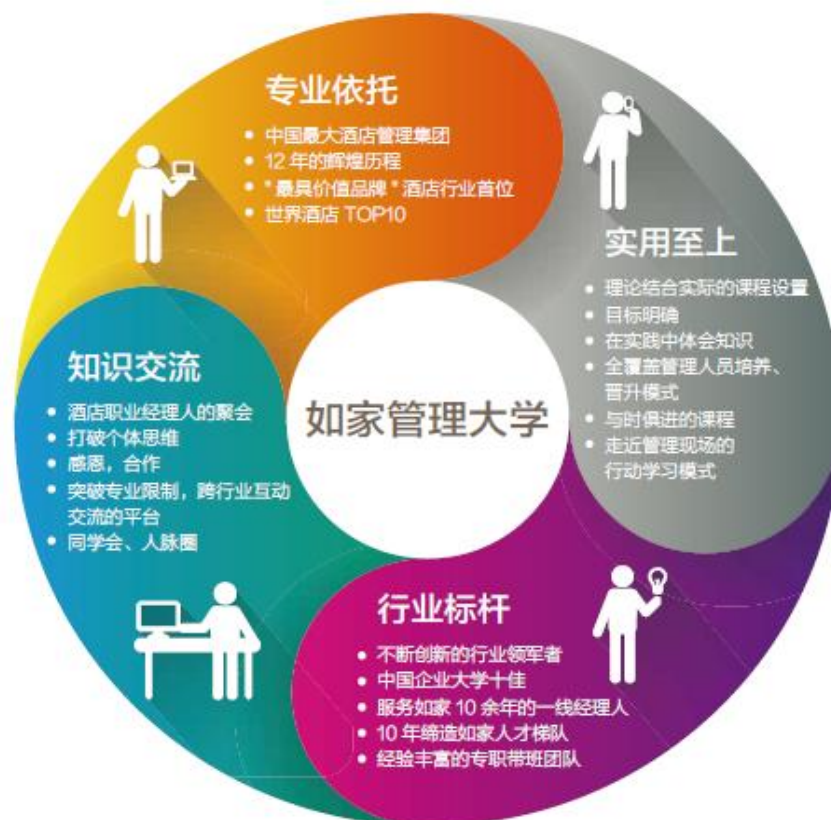 专业依托
• 中国最大酒店管理集团
• 12 年的辉煌历程
• "最具价值品牌"酒店行业首位
• 世界酒店 TOP10
实用至上
• 理论结合实际的课程设置
• 目标明确
• 在实践中体会知识
• 全覆盖管理人员培养、
晋升模式
• 与时俱进的课程
• 走近管理现场的
行动学习模式
知识交流
• 酒店职业经理人的聚会
• 打破个体思维
• 感恩，合作
• 突破专业限制，跨行业互动
交流的平台
• 同学会、人脉圈
如家管理大学
行业标杆
• 不断创新的行业领军者
• 中国企业大学十佳
• 服务如家 10 余年的一线经理人
• 10 年缔造如家人才梯队
• 经验丰富的专职带班团队